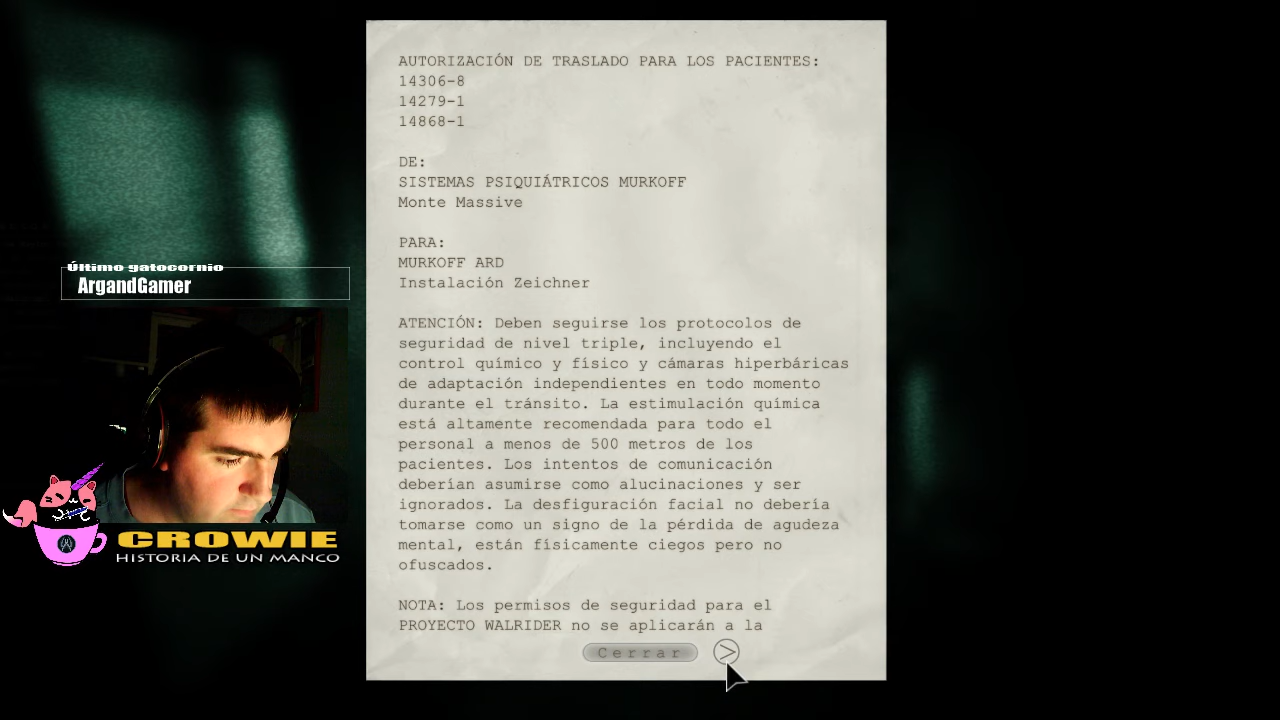 AUTORIZACIÓN DE TRASLADO PARA LOS PACIENTES:
14306-8
14279-1
14868-1
DE:
SISTEMAS PSIQUIÁTRICOS MURKOFF
Monte Massive
PARA:
MURKOFF ARD
Instalación Zeichner
ATENCIÓN: Deben seguirse los protocolos de
seguridad de nivel triple, incluyendo el
control químico y físico y cámaras hiperbáricas
de adaptación independientes en todo momento
durante el tránsito. La estimulación química
está altamente recomendada para todo el
personal a menos de 500 metros de los
pacientes. Los intentos de comunicación
deberían asumirse como alucinaciones y ser
ignorados. La desfiguración facial no debería
tomarse como un signo de la pérdida de agudeza
mental, están físicamente ciegos pero no
ofuscados.
NOTA: Los permisos de seguridad para el
PROYECTO WALRIDER no se aplicarán a la
Cerrar
Último gatocornio
ArgandGamer
CROWIE
HISTORIA DE UN MANCO